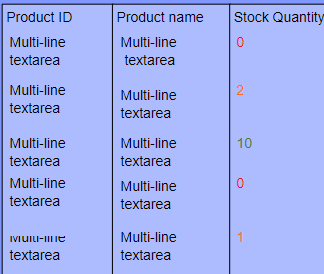 Product ID Product name Stock Quantity
Multi-line Multi-line 0
textarea textarea
Multi-line Multi-line 2
textarea textarea
Multi-line Multi-line 10
textarea textarea
Multi-line Multi-line 0
textarea textarea
Multi-line Multi-line 1
textarea textarea